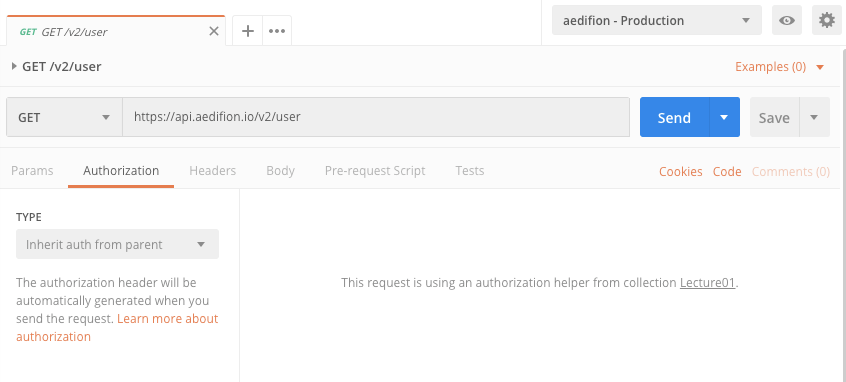 GET GET /v2/user
aedifion - Production
GET /v2/user
Examples (0)
GET
https://api.aedifion.io/v2/user
Send
Save
Params Authorization Headers Body Pre-request Script Tests
Cookies Code Comments (0)
TYPE
Inherit auth from parent
The authorization header will be
automatically generated when you
send the request. Learn more about
authorization
This request is using an authorization helper from collection Lecture01.